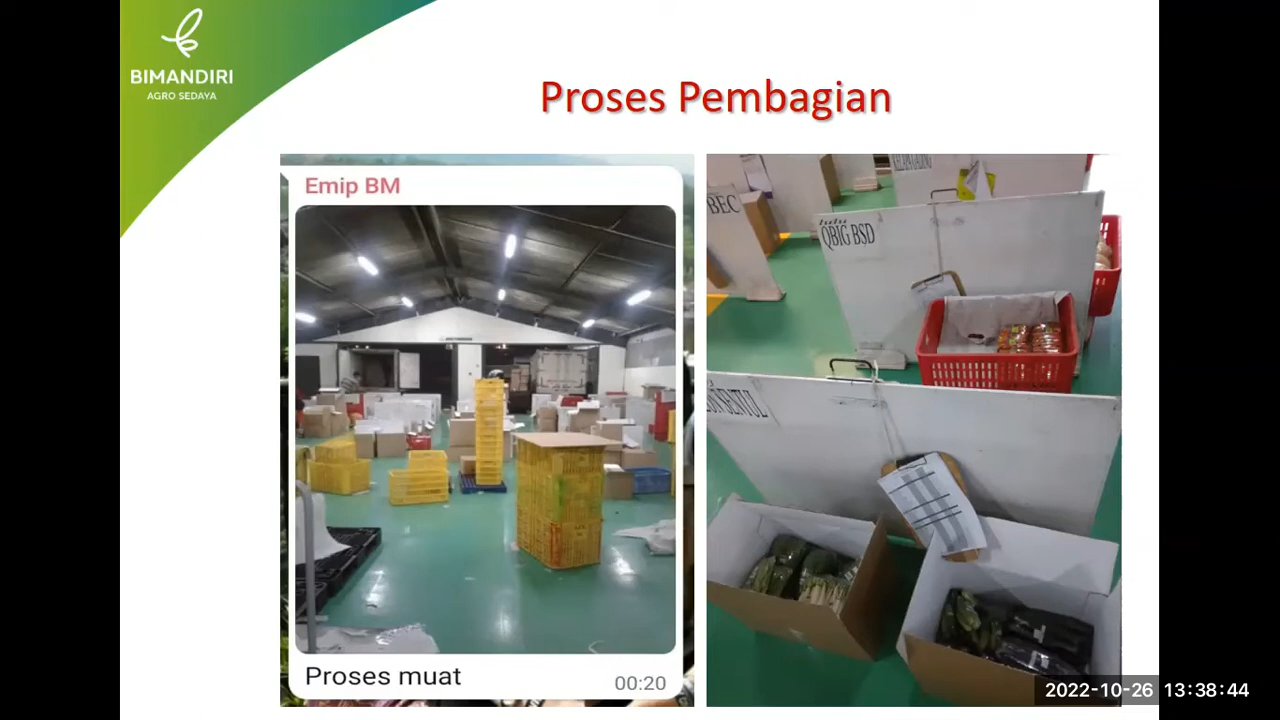 BIMANDIRI
AGRO SEDAYA
Proses Pembagian
Emip BM
Proses muat
00:20
BEC
QBIG BSD
SENTUL
2022-10-26 13:38:44